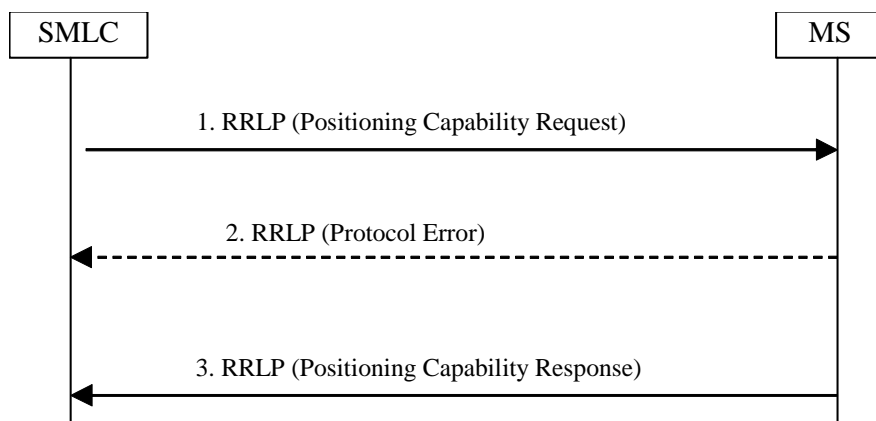 SMLC
MS
1. RRLP (Positioning Capability Request)
2. RRLP (Protocol Error)
3. RRLP (Positioning Capability Response)